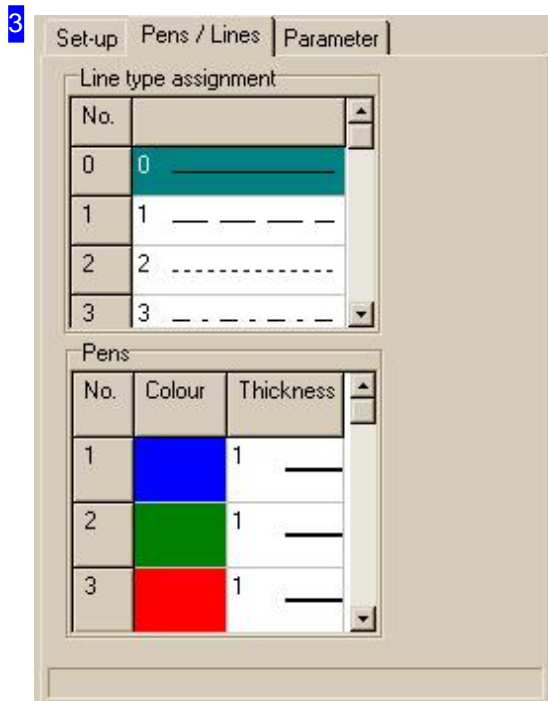 3
Set-up Pens / Lines Parameter
Line type assignment
No.
0 0
1 1
2 2
3 3
Pens
No. Colour Thickness
1 1
2 1
3 1